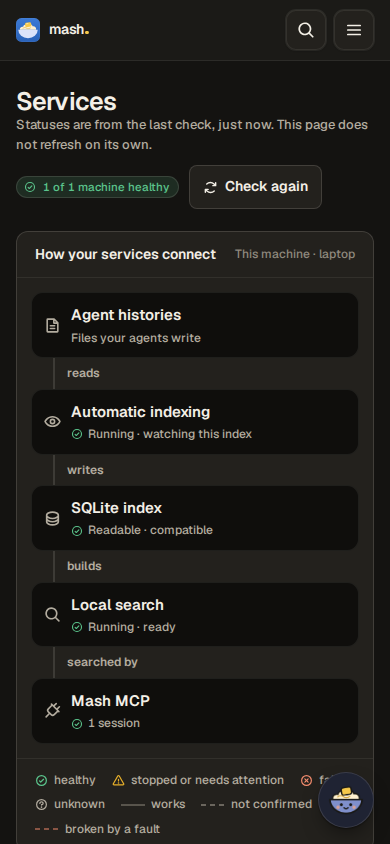 mash.
Services
Statuses are from the last check, just now. This page does
not refresh on its own.
1 of 1 machine healthy
Check again
How your services connect
This machine · laptop
Agent histories
Files your agents write
reads
Automatic indexing
Running · watching this index
writes
SQLite index
Readable · compatible
builds
Local search
Running · ready
searched by
Mash MCP
1 session
healthy
stopped or needs attention
unknown
works
not confirmed
broken by a fault